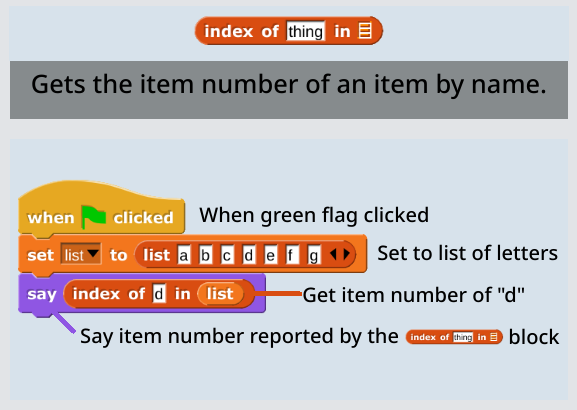 index of thing in
Gets the item number of an item by name.
when clicked When green flag clicked
set list to list a b c d e f g Set to list of letters
say index of d in list Get item number of "d"
Say item number reported by the index of thing in block